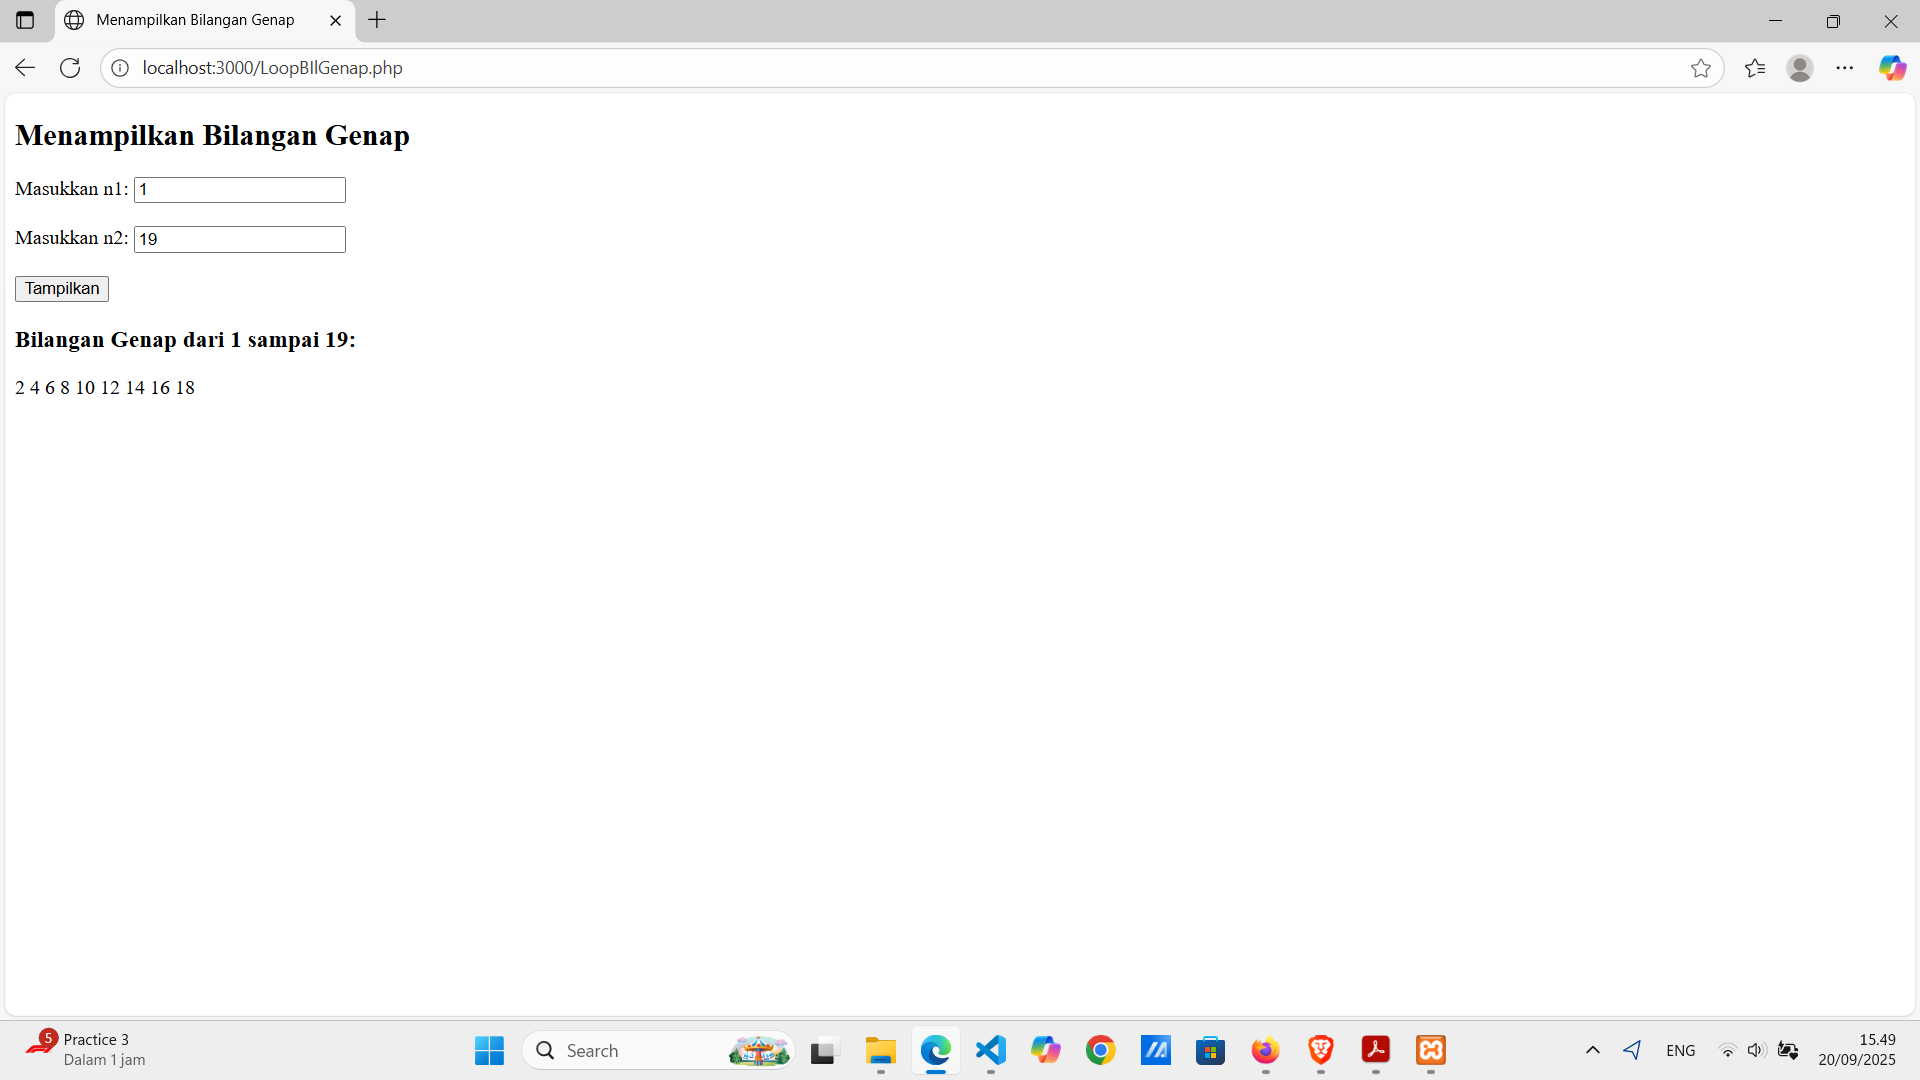 Menampilkan Bilangan Genap
localhost:3000/LoopBIlGenap.php
Menampilkan Bilangan Genap
Masukkan n1: 1
Masukkan n2: 19
Tampilkan
Bilangan Genap dari 1 sampai 19:
2 4 6 8 10 12 14 16 18
5
Practice 3
Dalam 1 jam
Search
ENG
15.49
20/09/2025